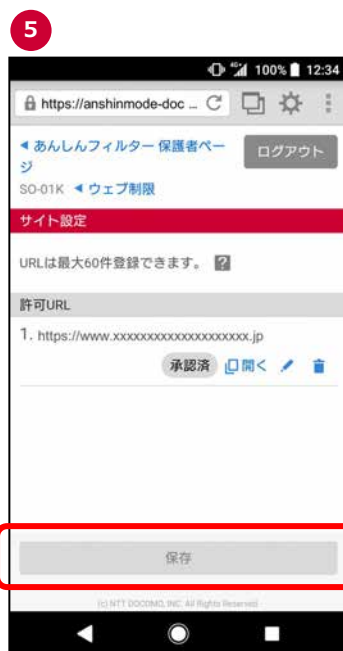 5
4G 100% 12:34
https://anshinmode-doc ...
◀ あんしんフィルター 保護者ペー
ジ
ログアウト
SO-01K ◀ ウェブ制限
サイト設定
URLは最大60件登録できます。 ?
許可URL
1. https://www.xxxxxxxxxxxxxxxxxxxx.jp
承認済 開く
保存
(c) NTT DOCOMO, INC. All Rights Reserved.